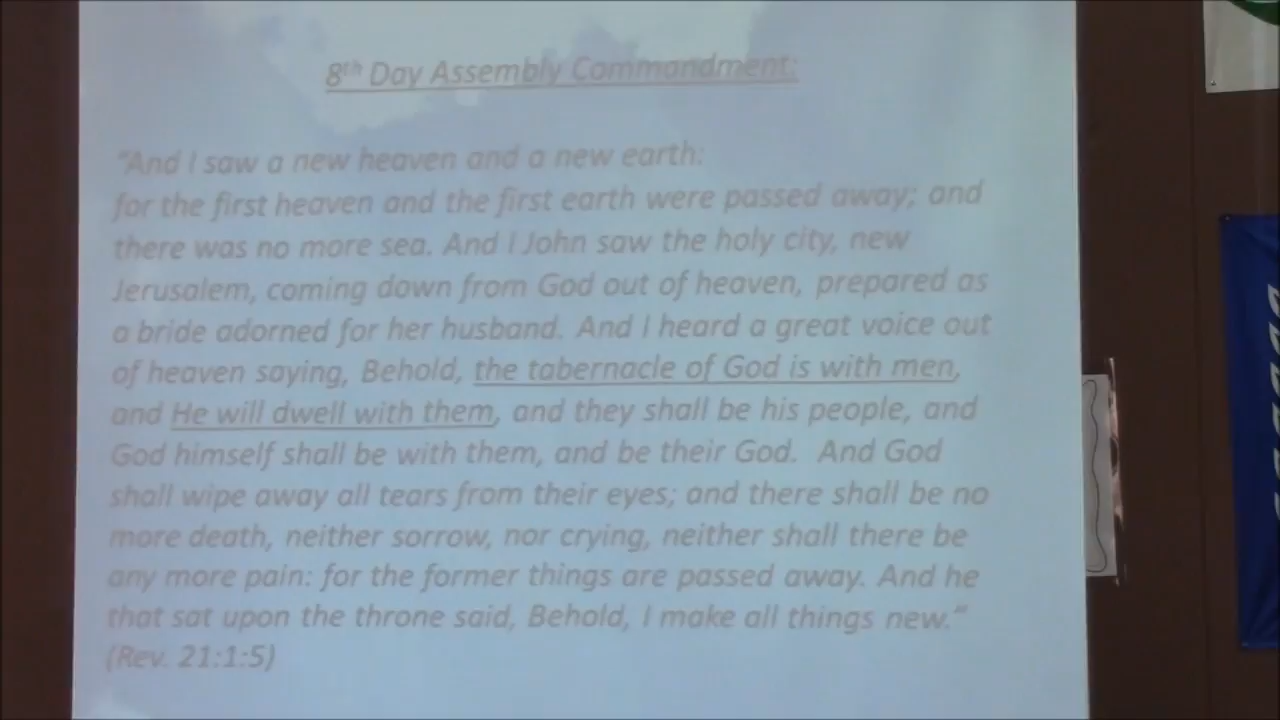 8th Day Assembly Commandment:
"And I saw a new heaven and a new earth:
for the first heaven and the first earth were passed away; and
there was no more sea. And I John saw the holy city, new
Jerusalem, coming down from God out of heaven, prepared as
a bride adorned for her husband. And I heard a great voice out
of heaven saying, Behold, the tabernacle of God is with men,
and He will dwell with them, and they shall be his people, and
God himself shall be with them, and be their God.  And God
shall wipe away all tears from their eyes; and there shall be no
more death, neither sorrow, nor crying, neither shall there be
any more pain: for the former things are passed away. And he
that sat upon the throne said, Behold, I make all things new."
(Rev. 21:1:5)